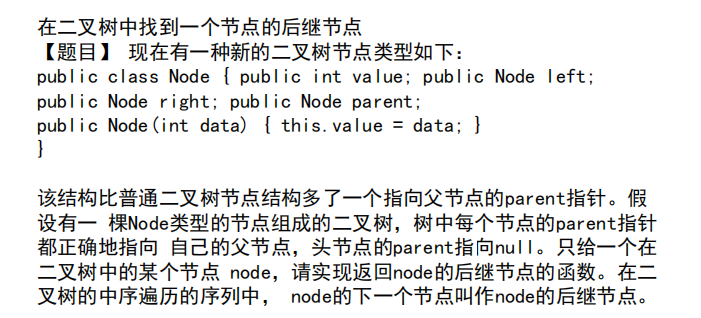 在二叉树中找到一个节点的后继节点
【题目】 现在有一种新的二叉树节点类型如下：
public class Node { public int value; public Node left;
public Node right; public Node parent;
public Node(int data) { this.value = data; }
}
该结构比普通二叉树节点结构多了一个指向父节点的parent指针。假
设有一 棵Node类型的节点组成的二叉树，树中每个节点的parent指针
都正确地指向 自己的父节点，头节点的parent指向null。只给一个在
二叉树中的某个节点 node，请实现返回node的后继节点的函数。在二
叉树的中序遍历的序列中， node的下一个节点叫作node的后继节点。